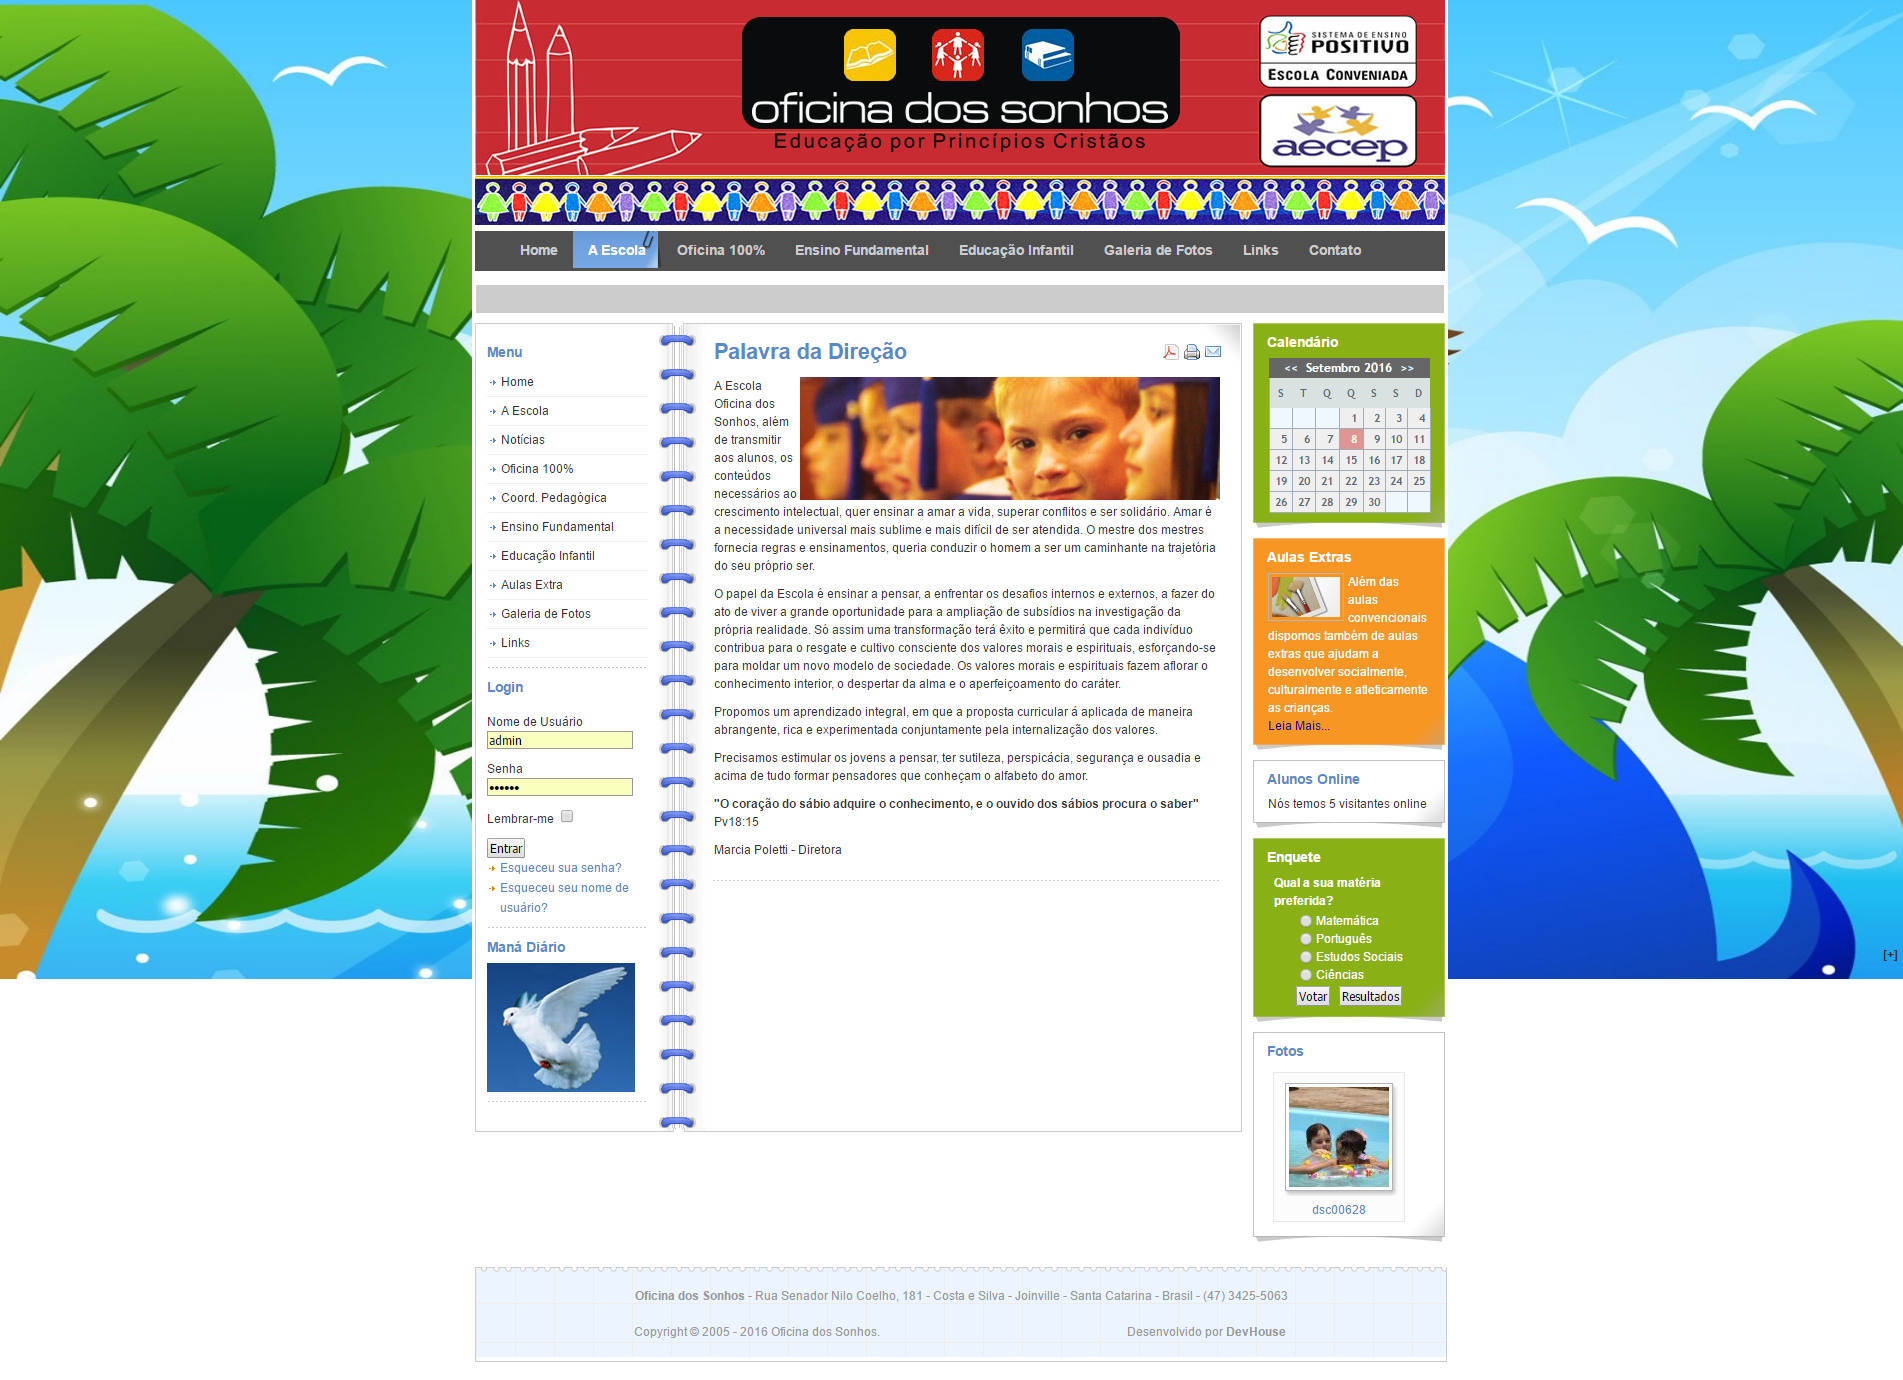 oficina dos sonhos
Educação por Princípios Cristãos
SISTEMA DE ENSINO
POSITIVO
ESCOLA CONVENIADA
aecep
Home A Escola Oficina 100% Ensino Fundamental Educação Infantil Galeria de Fotos Links Contato
Menu
Home
A Escola
Notícias
Oficina 100%
Coord. Pedagógica
Ensino Fundamental
Educação Infantil
Aulas Extra
Galeria de Fotos
Links
Login
Nome de Usuário
admin
Senha
••••••
Lembrar-me
Entrar
Esqueceu sua senha?
Esqueceu seu nome de
usuário?
Maná Diário
Palavra da Direção
A Escola
Oficina dos
Sonhos, além
de transmitir
aos alunos, os
conteúdos
necessários ao
crescimento intelectual, quer ensinar a amar a vida, superar conflitos e ser solidário. Amar é
a necessidade universal mais sublime e mais difícil de ser atendida. O mestre dos mestres
fornecia regras e ensinamentos, queria conduzir o homem a ser um caminhante na trajetória
do seu próprio ser.
O papel da Escola é ensinar a pensar, a enfrentar os desafios internos e externos, a fazer do
ato de viver a grande oportunidade para a ampliação de subsídios na investigação da
própria realidade. Só assim uma transformação terá êxito e permitirá que cada indivíduo
contribua para o resgate e cultivo consciente dos valores morais e espirituais, esforçando-se
para moldar um novo modelo de sociedade. Os valores morais e espirituais fazem aflorar o
conhecimento interior, o despertar da alma e o aperfeiçoamento do caráter.
Propomos um aprendizado integral, em que a proposta curricular á aplicada de maneira
abrangente, rica e experimentada conjuntamente pela internalização dos valores.
Precisamos estimular os jovens a pensar, ter sutileza, perspicácia, segurança e ousadia e
acima de tudo formar pensadores que conheçam o alfabeto do amor.
"O coração do sábio adquire o conhecimento, e o ouvido dos sábios procura o saber"
Pv18:15
Marcia Poletti - Diretora
Calendário
<< Setembro 2016 >>
S T Q Q S S D
1 2 3 4
5 6 7 8 9 10 11
12 13 14 15 16 17 18
19 20 21 22 23 24 25
26 27 28 29 30
Aulas Extras
Além das
aulas
convencionais
dispomos também de aulas
extras que ajudam a
desenvolver socialmente,
culturalmente e atleticamente
as crianças.
Leia Mais...
Alunos Online
Nós temos 5 visitantes online
Enquete
Qual a sua matéria
preferida?
Matemática
Português
Estudos Sociais
Ciências
Votar Resultados
Fotos
dsc00628
[+]
Oficina dos Sonhos - Rua Senador Nilo Coelho, 181 - Costa e Silva - Joinville - Santa Catarina - Brasil - (47) 3425-5063
Copyright © 2005 - 2016 Oficina dos Sonhos. Desenvolvido por DevHouse